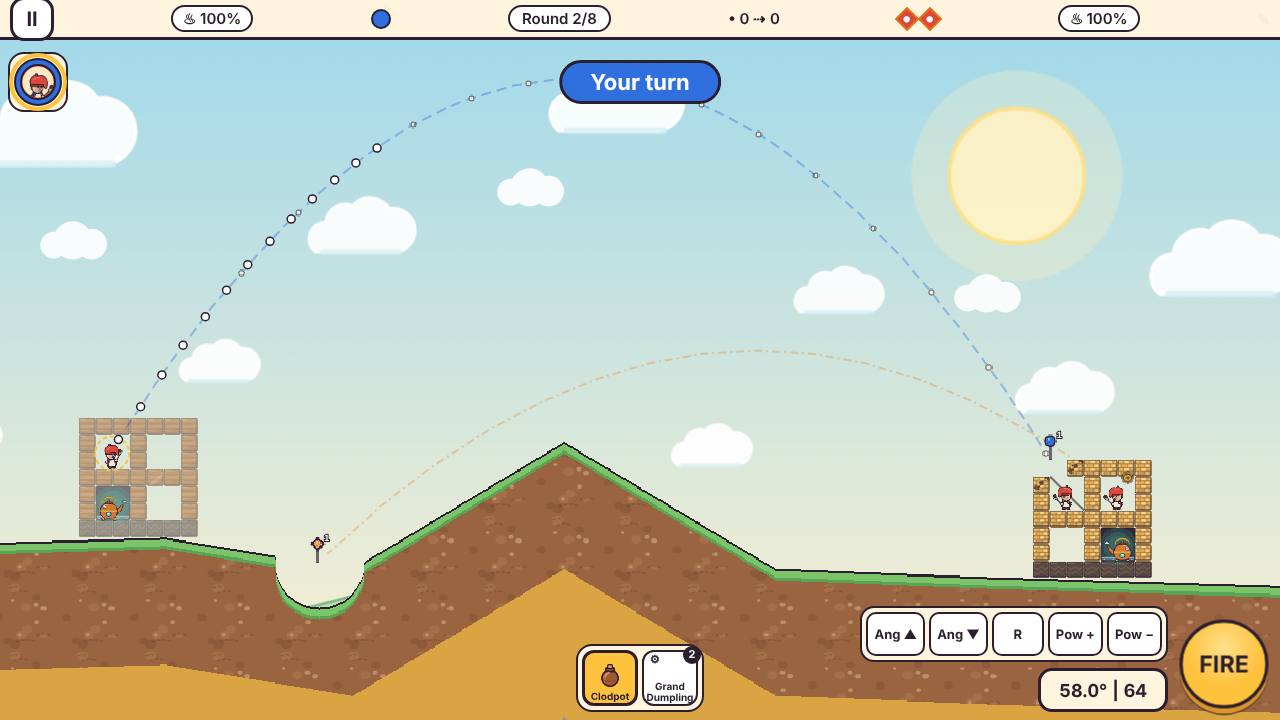 100%
Round 2/8
• 0 ⇢ 0
100%
Your turn
1
1
Ang ▲
Ang ▼
R
Pow +
Pow −
58.0° | 64
FIRE
Clodpot
2
Grand
Dumpling